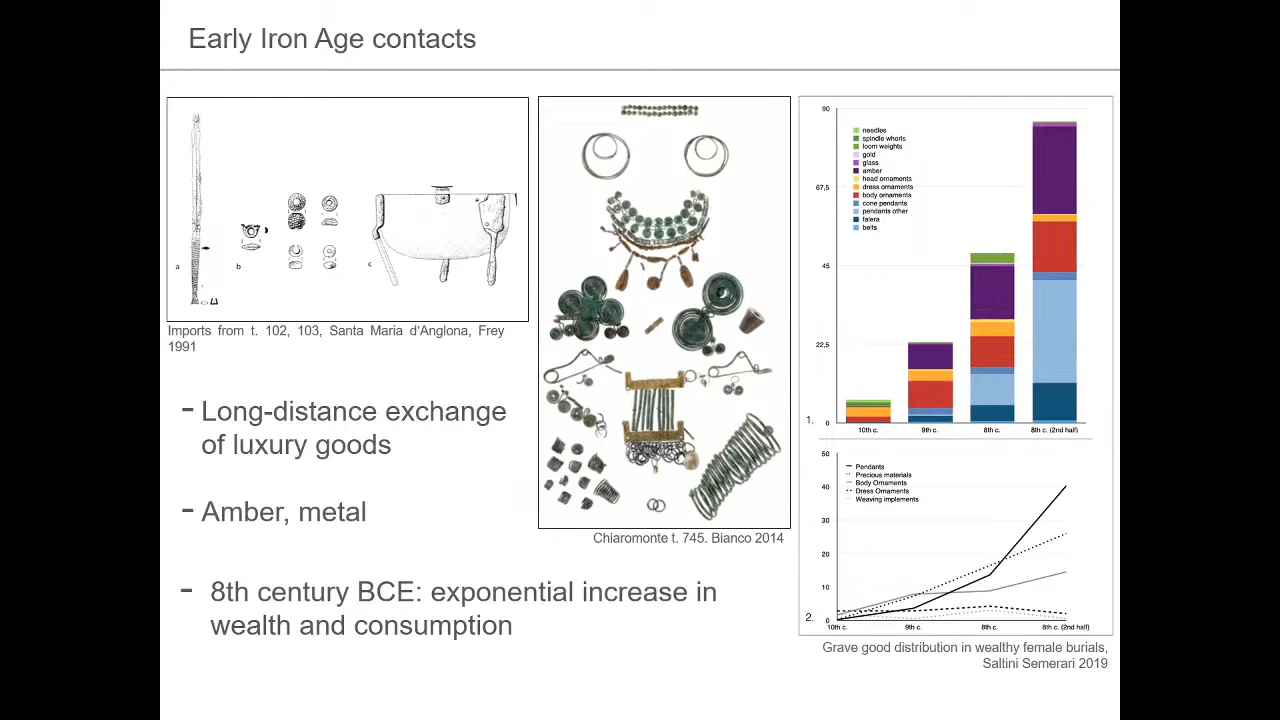 Early Iron Age contacts
a
b
c
Imports from t. 102, 103, Santa Maria d'Anglona, Frey
1991
- Long-distance exchange
of luxury goods
- Amber, metal
- 8th century BCE: exponential increase in
wealth and consumption
Chiaromonte t. 745. Bianco 2014
90
67,5
45
22,5
0
needles
spindle whorls
loom weights
gold
glass
amber
head ornaments
dress ornaments
body ornaments
cone pendants
pendants other
falera
belts
1.
10th c.
9th c.
8th c.
8th c. (2nd half)
50
40
30
20
10
0
Pendants
Precious materials
Body Ornaments
Dress Ornaments
Weaving implements
2.
10th c.
9th c.
8th c.
8th c. (2nd half)
Grave good distribution in wealthy female burials,
Saltini Semerari 2019